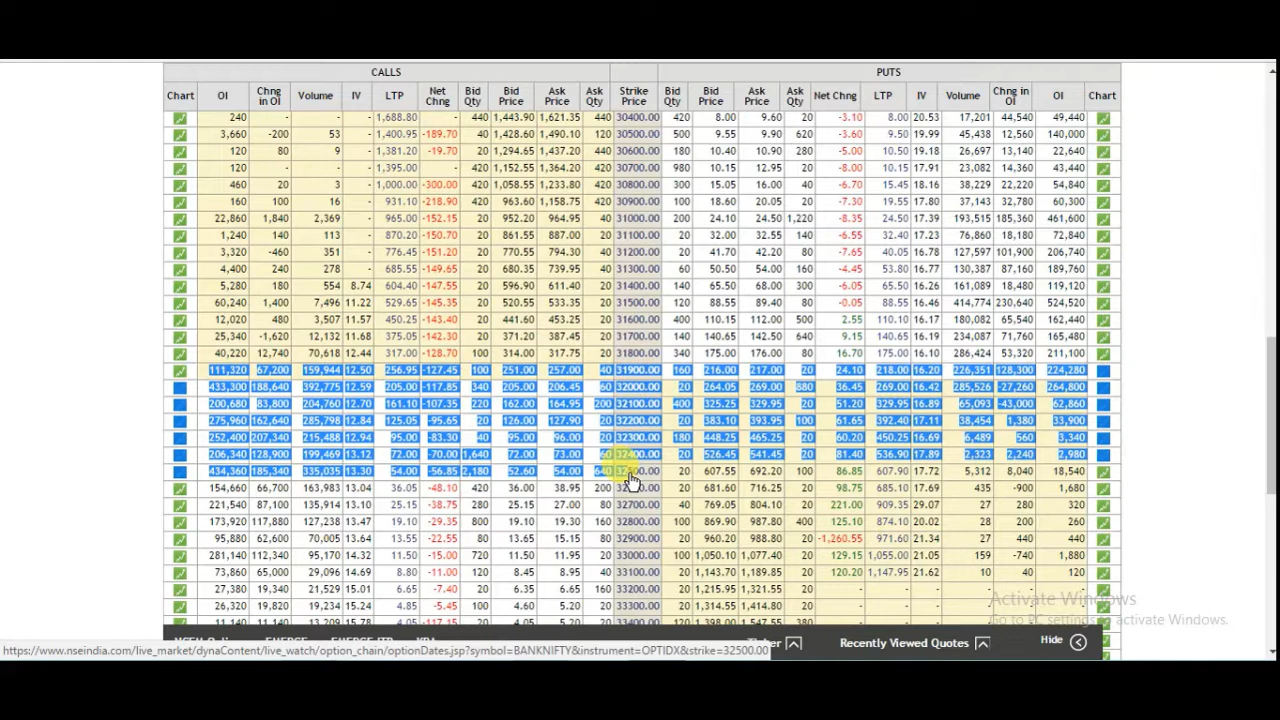 CALLS PUTS
Chart OI Chng in OI Volume IV LTP Net Chng Bid Qty Bid Price Ask Price Ask Qty Strike Price Bid Qty Bid Price Ask Price Ask Qty Net Chng LTP IV Volume Chng in OI OI Chart
240 - - - 1,688.80 - 440 1,443.90 1,621.35 440 30400.00 420 8.00 9.60 20 -3.10 8.00 20.53 17,201 44,540 49,440
3,660 -200 53 - 1,400.95 -189.70 40 1,428.60 1,490.10 120 30500.00 500 9.55 9.90 620 -3.60 9.50 19.99 45,438 12,560 140,000
120 80 9 - 1,381.20 -19.70 440 1,294.65 1,437.20 440 30600.00 180 10.40 10.90 280 -5.00 10.50 19.18 26,697 13,140 22,640
120 - - - 1,395.00 - 420 1,152.55 1,364.20 420 30700.00 980 10.15 12.95 20 -8.00 10.15 17.91 23,082 14,360 43,440
460 20 3 - 1,000.00 -300.00 420 1,058.55 1,233.80 420 30800.00 300 15.05 16.00 40 -6.70 15.45 18.16 38,229 22,220 54,840
160 100 16 - 931.10 -218.90 420 963.60 1,158.75 420 30900.00 100 18.60 20.05 20 -7.30 19.55 17.80 37,143 32,780 60,300
22,860 1,840 2,369 - 965.00 -152.15 20 952.20 964.95 40 31000.00 200 24.10 24.50 1,220 -8.35 24.50 17.39 193,515 185,360 461,600
1,240 140 113 - 870.20 -150.70 20 861.55 887.00 20 31100.00 20 32.00 32.55 140 -6.55 32.40 17.23 76,860 18,180 72,840
3,320 -460 351 - 776.45 -151.20 20 770.55 794.30 40 31200.00 20 41.70 42.20 80 -7.65 41.80 16.78 127,597 101,900 206,740
4,400 240 278 - 685.55 -149.65 20 680.35 739.95 40 31300.00 60 50.50 54.00 160 -4.45 53.80 16.77 130,387 87,160 189,760
5,280 180 554 8.74 604.40 -147.55 20 596.90 611.40 20 31400.00 140 65.50 68.00 300 -6.05 65.50 16.26 161,089 18,480 119,120
60,240 1,400 7,496 11.22 529.65 -145.35 20 520.55 533.35 20 31500.00 120 88.55 89.40 80 -0.05 88.55 16.46 414,774 230,640 524,520
12,020 480 3,507 11.57 450.25 -143.40 20 441.60 453.25 20 31600.00 400 110.15 112.00 500 2.55 110.10 16.17 180,082 65,540 162,440
25,340 -1,620 12,132 11.68 375.05 -142.30 20 371.20 387.45 20 31700.00 140 140.65 142.50 20 9.15 140.65 16.19 234,087 71,760 165,480
40,220 12,740 70,618 12.44 317.00 -128.70 100 314.00 317.75 20 31800.00 340 175.00 176.00 80 16.70 175.00 16.10 286,424 53,320 211,100
111,320 67,200 159,944 12.50 256.95 -127.45 100 251.00 257.00 40 31900.00 160 216.00 217.00 20 24.10 218.00 16.20 226,351 128,300 224,280
433,300 188,640 392,775 12.59 205.00 -117.85 340 205.00 206.45 60 32000.00 20 264.05 269.00 880 36.45 269.00 16.42 285,526 -27,260 264,800
200,680 83,800 204,760 12.70 161.10 -107.35 220 162.00 164.95 200 32100.00 400 325.25 329.95 20 51.20 329.95 16.89 65,093 -43,000 62,860
275,960 162,640 285,798 12.84 125.05 -95.65 20 126.00 127.90 20 32200.00 20 383.10 393.95 100 61.65 392.40 17.11 38,454 1,380 33,900
252,400 207,340 215,488 12.94 95.00 -83.30 40 95.00 96.00 20 32300.00 180 448.25 465.25 20 60.20 450.25 16.69 6,489 560 3,340
206,340 128,900 199,469 13.12 72.00 -70.00 1,640 72.00 73.00 60 32400.00 20 526.45 541.45 20 81.40 536.90 17.89 2,323 2,240 2,980
434,360 185,340 335,035 13.30 54.00 -56.85 2,180 52.60 54.00 640 20 607.55 692.20 100 86.85 607.90 17.72 5,312 8,040 18,540
154,660 66,700 163,983 13.04 36.05 -48.10 420 36.00 38.95 200 20 681.60 716.25 20 98.75 685.10 17.69 435 -900 1,680
221,540 87,100 135,914 13.10 25.15 -38.75 280 25.15 27.00 80 32700.00 40 769.05 804.10 20 221.00 909.35 29.07 27 280 320
173,920 117,880 127,238 13.47 19.10 -29.35 800 19.10 19.30 160 32800.00 100 869.90 987.80 400 125.10 874.10 20.02 28 200 260
95,880 62,600 70,005 13.64 13.55 -22.55 80 13.65 15.15 80 32900.00 20 960.20 988.80 20 -1,260.55 971.60 21.34 27 440 440
281,140 112,340 95,170 14.32 11.50 -15.00 720 11.50 11.95 20 33000.00 100 1,050.10 1,077.40 20 129.15 1,055.00 21.05 159 -740 1,880
73,860 65,000 29,096 14.69 8.80 -11.00 120 8.45 8.95 40 33100.00 20 1,143.70 1,189.85 20 120.20 1,147.95 21.62 10 40 120
27,380 19,340 21,529 15.01 6.65 -7.40 20 6.35 6.65 160 33200.00 20 1,215.95 1,321.55 20 - - - - - -
26,320 19,820 19,234 15.24 4.85 -5.45 100 4.60 5.20 20 33300.00 20 1,314.55 1,414.80 20 - - - - - -
11,140 11,040 13,209 15.78 4.05 -117.15 20 4.05 5.20 80 33400.00 120 1,398.00 1,547.55 380
Activate Windows
Go to PC settings to activate Windows.
Recently Viewed Quotes Hide
https://www.nseindia.com/live_market/dynaContent/live_watch/option_chain/optionDates.jsp?symbol=BANKNIFTY&instrument=OPTIDX&strike=32500.00